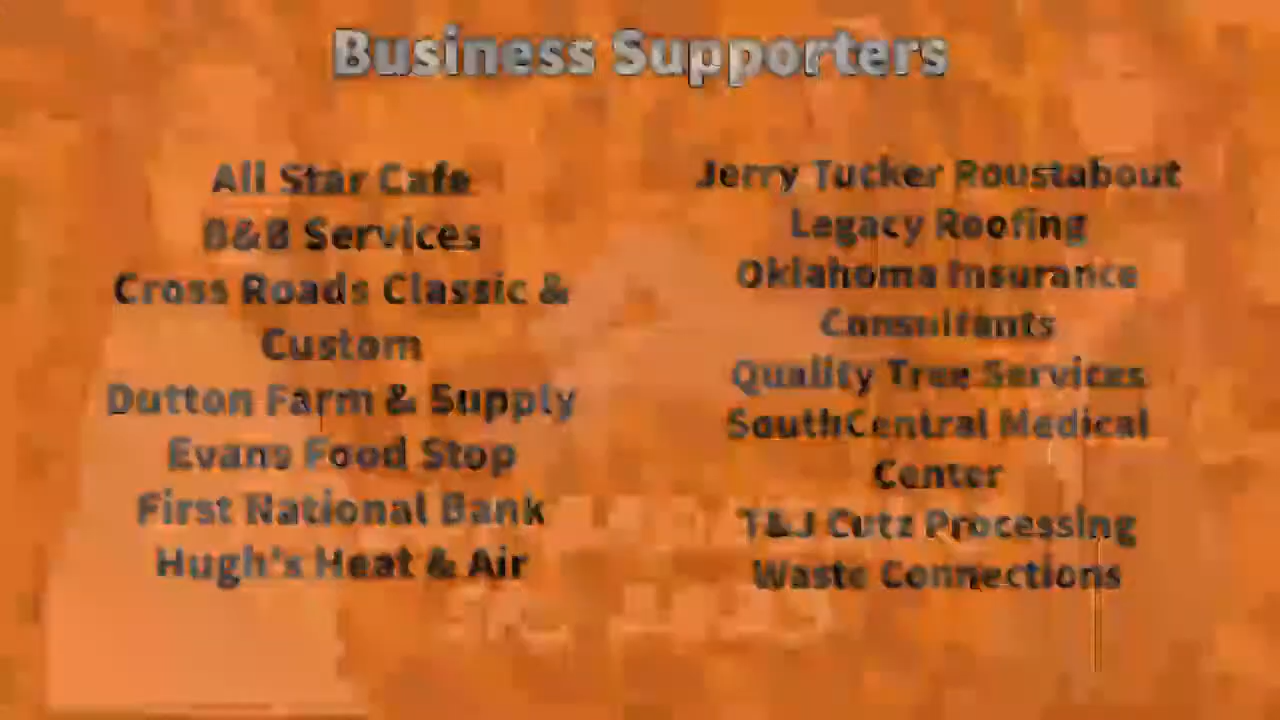 Business Supporters
All Star Cafe
B&B Services
Cross Roads Classic &
Custom
Dutton Farm & Supply
Evans Food Stop
First National Bank
Hugh's Heat & Air
Jerry Tucker Roustabout
Legacy Roofing
Oklahoma Insurance
Consultants
Quality Tree Services
SouthCentral Medical
Center
T&J Cutz Processing
Waste Connections